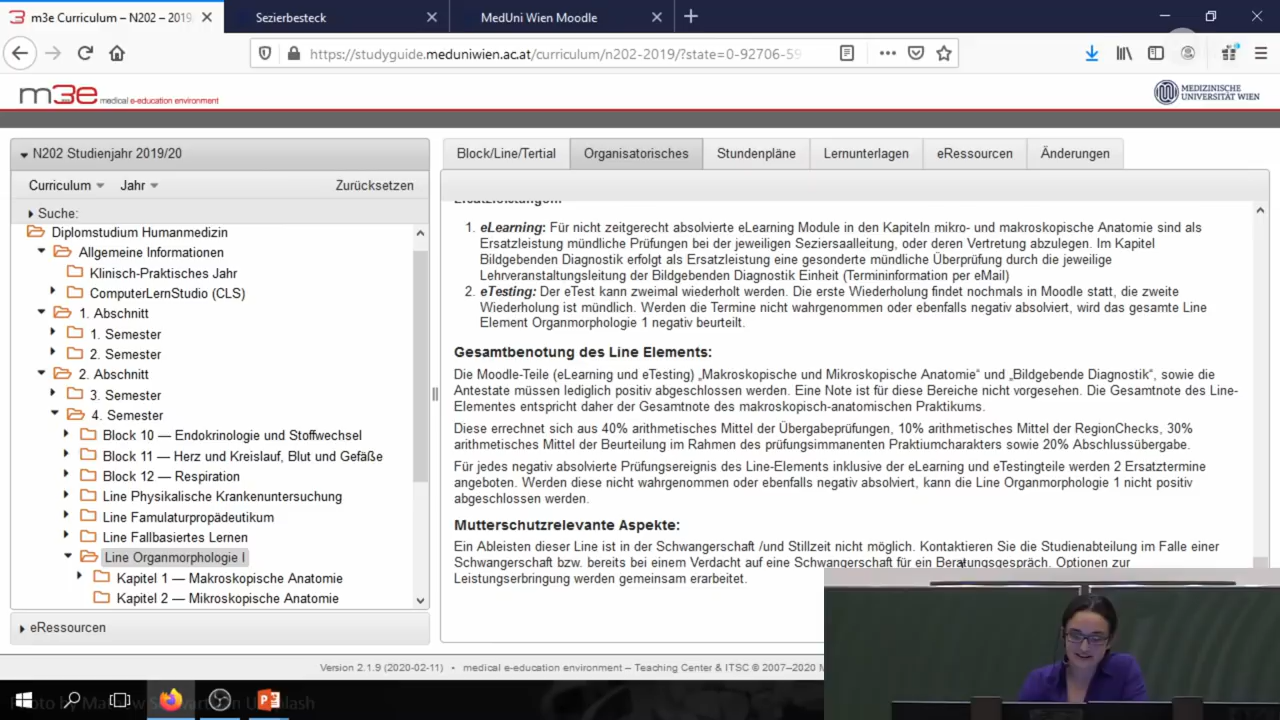 m3e Curriculum – N202 – 2019
Sezierbesteck
MedUni Wien Moodle
https://studyguide.meduniwien.ac.at/curriculum/n202-2019/?state=0-92706-59
m3e medical e-education environment
MEDIZINISCHE
UNIVERSITÄT WIEN
N202 Studienjahr 2019/20
Curriculum Jahr Zurücksetzen
Suche:
Diplomstudium Humanmedizin
Allgemeine Informationen
Klinisch-Praktisches Jahr
ComputerLernStudio (CLS)
1. Abschnitt
1. Semester
2. Semester
2. Abschnitt
3. Semester
4. Semester
Block 10 — Endokrinologie und Stoffwechsel
Block 11 — Herz und Kreislauf, Blut und Gefäße
Block 12 — Respiration
Line Physikalische Krankenuntersuchung
Line Famulaturpropädeutikum
Line Fallbasiertes Lernen
Line Organmorphologie I
Kapitel 1 — Makroskopische Anatomie
Kapitel 2 — Mikroskopische Anatomie
eRessourcen
Block/Line/Tertial Organisatorisches Stundenpläne Lernunterlagen eRessourcen Änderungen
Ersatzleistungen:
1. eLearning: Für nicht zeitgerecht absolvierte eLearning Module in den Kapiteln mikro- und makroskopische Anatomie sind als
Ersatzleistung mündliche Prüfungen bei der jeweiligen Seziersaalleitung, oder deren Vertretung abzulegen. Im Kapitel
Bildgebenden Diagnostik erfolgt als Ersatzleistung eine gesonderte mündliche Überprüfung durch die jeweilige
Lehrveranstaltungsleitung der Bildgebenden Diagnostik Einheit (Termininformation per eMail)
2. eTesting: Der eTest kann zweimal wiederholt werden. Die erste Wiederholung findet nochmals in Moodle statt, die zweite
Wiederholung ist mündlich. Werden die Termine nicht wahrgenommen oder ebenfalls negativ absolviert, wird das gesamte Line
Element Organmorphologie 1 negativ beurteilt.
Gesamtbenotung des Line Elements:
Die Moodle-Teile (eLearning und eTesting) „Makroskopische und Mikroskopische Anatomie“ und „Bildgebende Diagnostik“, sowie die
Antestate müssen lediglich positiv abgeschlossen werden. Eine Note ist für diese Bereiche nicht vorgesehen. Die Gesamtnote des Line-
Elementes entspricht daher der Gesamtnote des makroskopisch-anatomischen Praktikums.
Diese errechnet sich aus 40% arithmetisches Mittel der Übergabeprüfungen, 10% arithmetisches Mittel der RegionChecks, 30%
arithmetisches Mittel der Beurteilung im Rahmen des prüfungsimmanenten Praktiumcharakters sowie 20% Abschlussübergabe.
Für jedes negativ absolvierte Prüfungsereignis des Line-Elements inklusive der eLearning und eTestingteile werden 2 Ersatztermine
angeboten. Werden diese nicht wahrgenommen oder ebenfalls negativ absolviert, kann die Line Organmorphologie 1 nicht positiv
abgeschlossen werden.
Mutterschutzrelevante Aspekte:
Ein Ableisten dieser Line ist in der Schwangerschaft /und Stillzeit nicht möglich. Kontaktieren Sie die Studienabteilung im Falle einer
Schwangerschaft bzw. bereits bei einem Verdacht auf eine Schwangerschaft für ein Beratungsgespräch. Optionen zur
Leistungserbringung werden gemeinsam erarbeitet.
Version 2.1.9 (2020-02-11) • medical e-education environment – Teaching Center & ITSC © 2007–2020 M